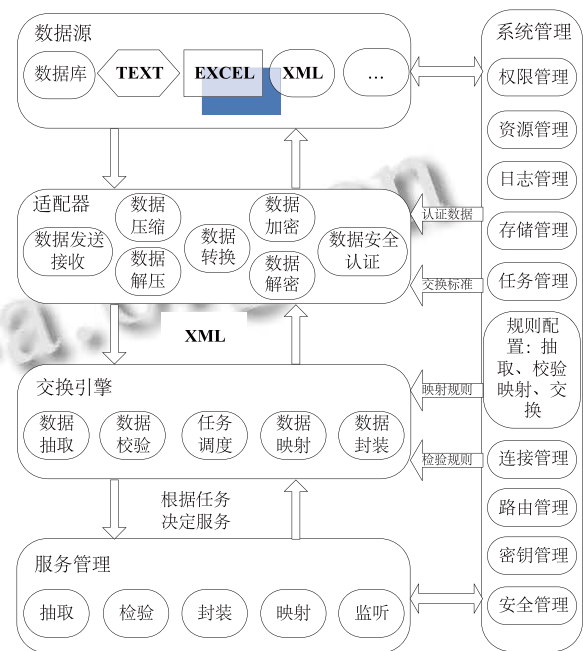 数据源
数据库
TEXT
EXCEL
XML
…
适配器
数据发送
接收
数据
压缩
数据
解压
数据
转换
数据
加密
数据
解密
数据安全
认证
XML
交换引擎
数据
抽取
数据
校验
任务
调度
数据
映射
数据
封装
根据任务
决定服务
服务管理
抽取
检验
封装
映射
监听
认证数据
交换标准
映射规则
检验规则
系统管理
权限管理
资源管理
日志管理
存储管理
任务管理
规则配
置：抽
取、校验
映射、交
换
连接管理
路由管理
密钥管理
安全管理